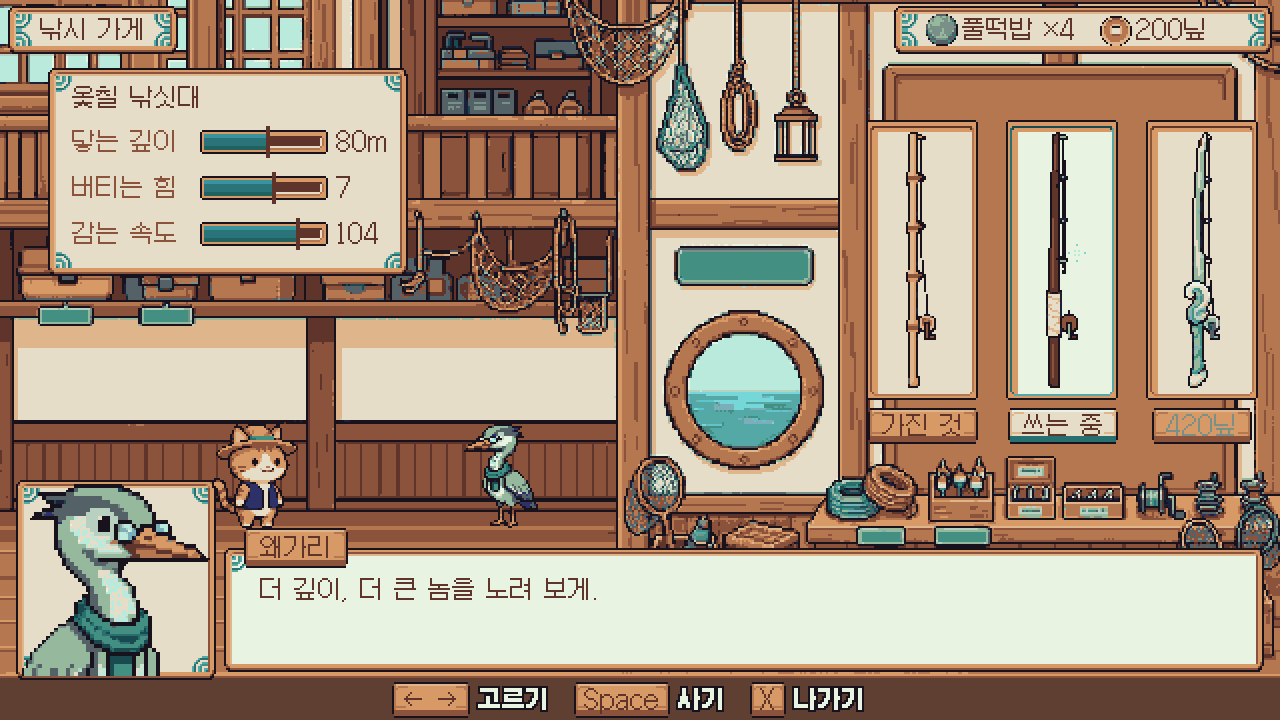 낚시 가게
풀떡밥 ×4 200닢
옻칠 낚싯대
닿는 깊이 80m
버티는 힘 7
감는 속도 104
가진 것 쓰는 중 420닢
왜가리
더 깊이, 더 큰 놈을 노려 보게.
← → 고르기 Space 사기 X 나가기